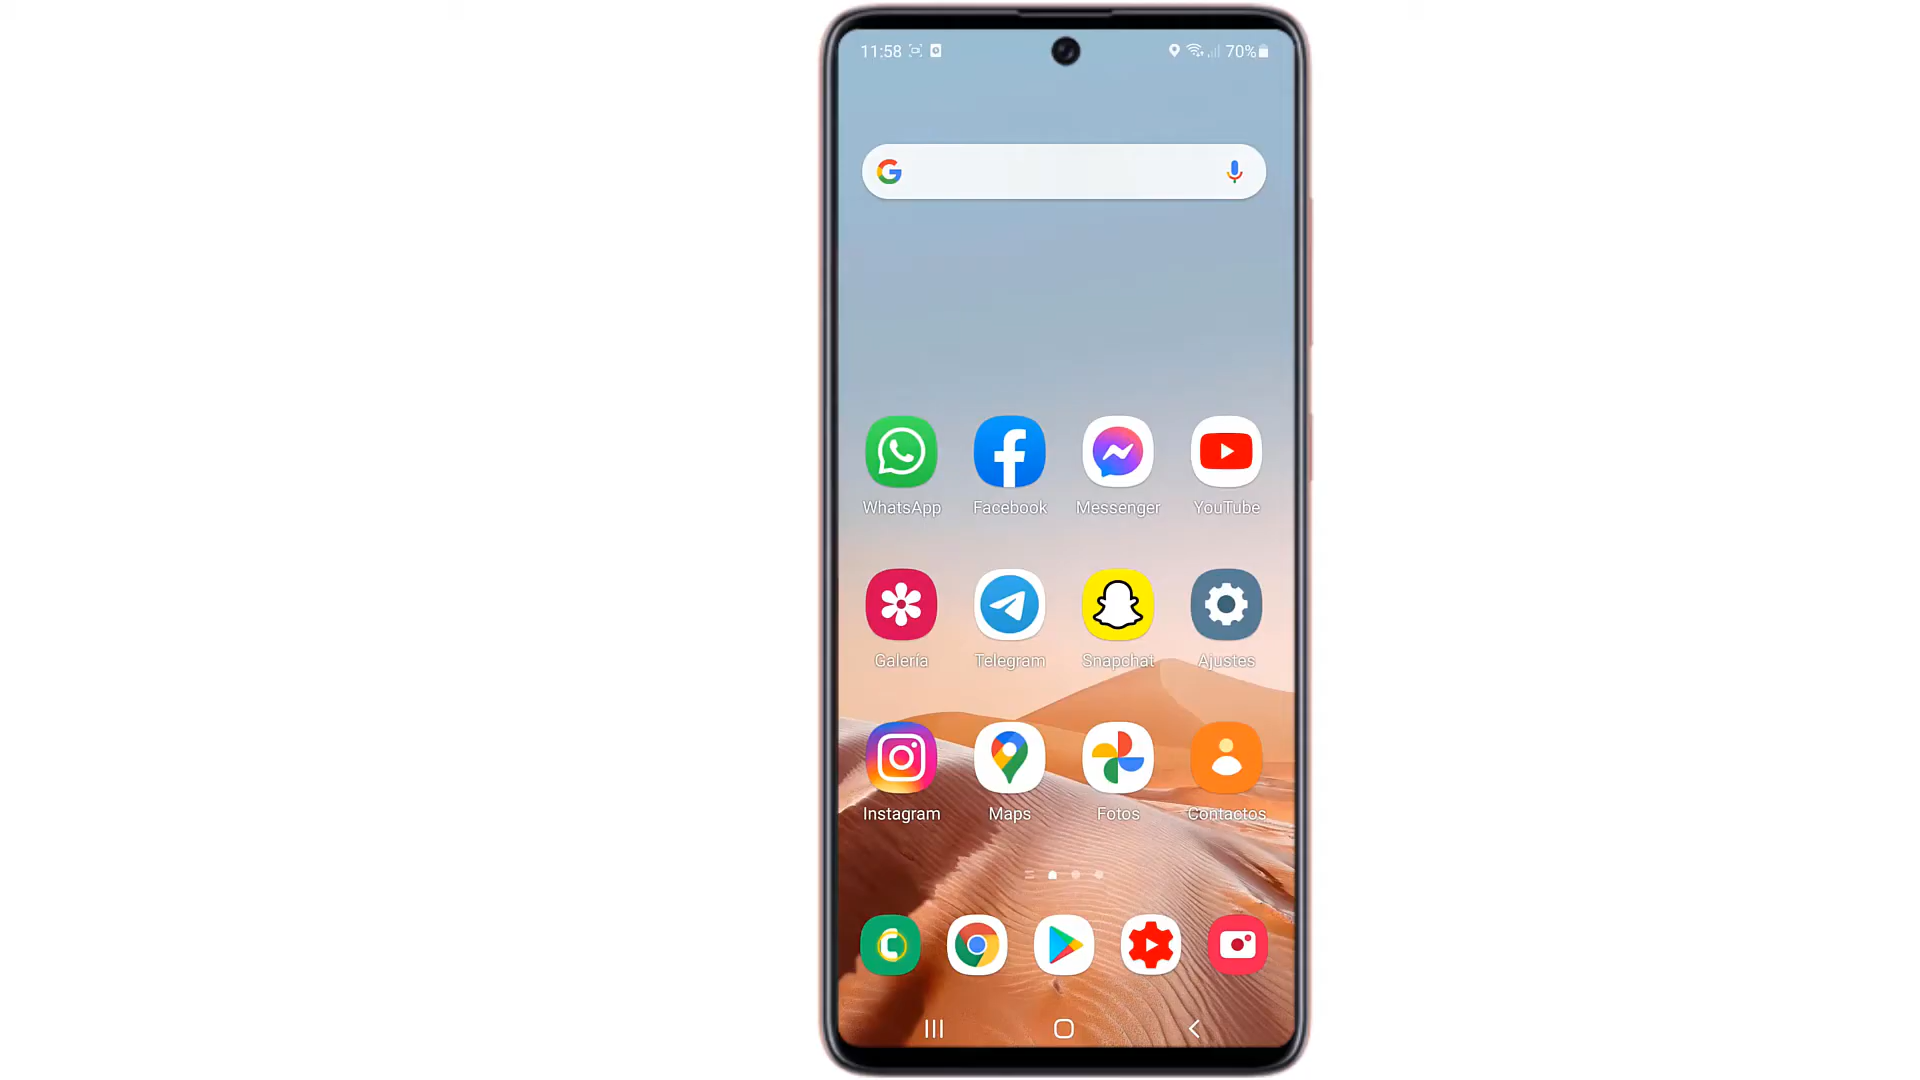 11:58 70%
WhatsApp Facebook Messenger YouTube
Galería Telegram Snapchat Ajustes
Instagram Maps Fotos Contactos